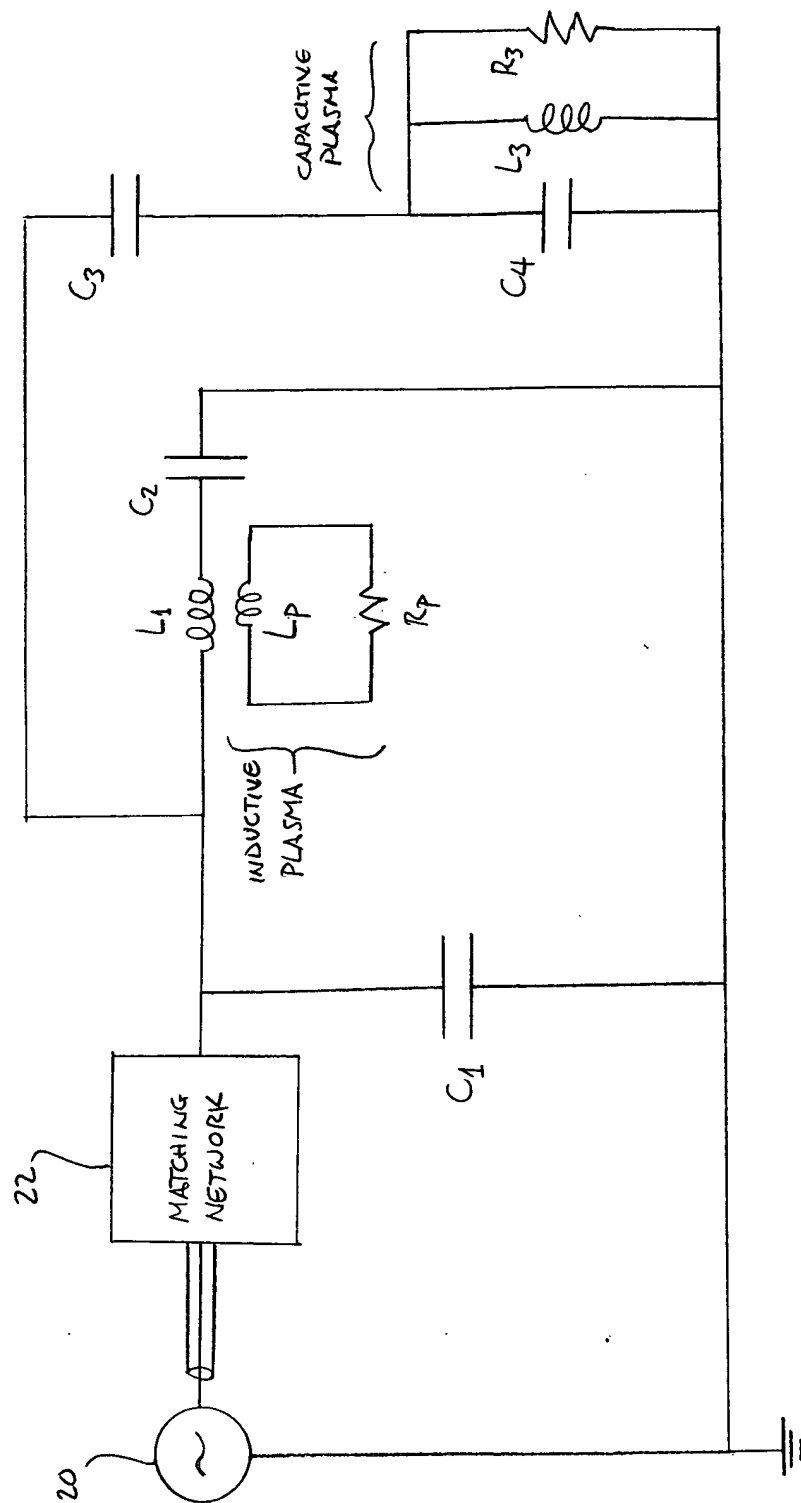 20
22
MATCHING
NETWORK
C1
INDUCTIVE
PLASMA
L1
LP
RP
C2
C3
CAPACITIVE
PLASMA
C4
L3
R3